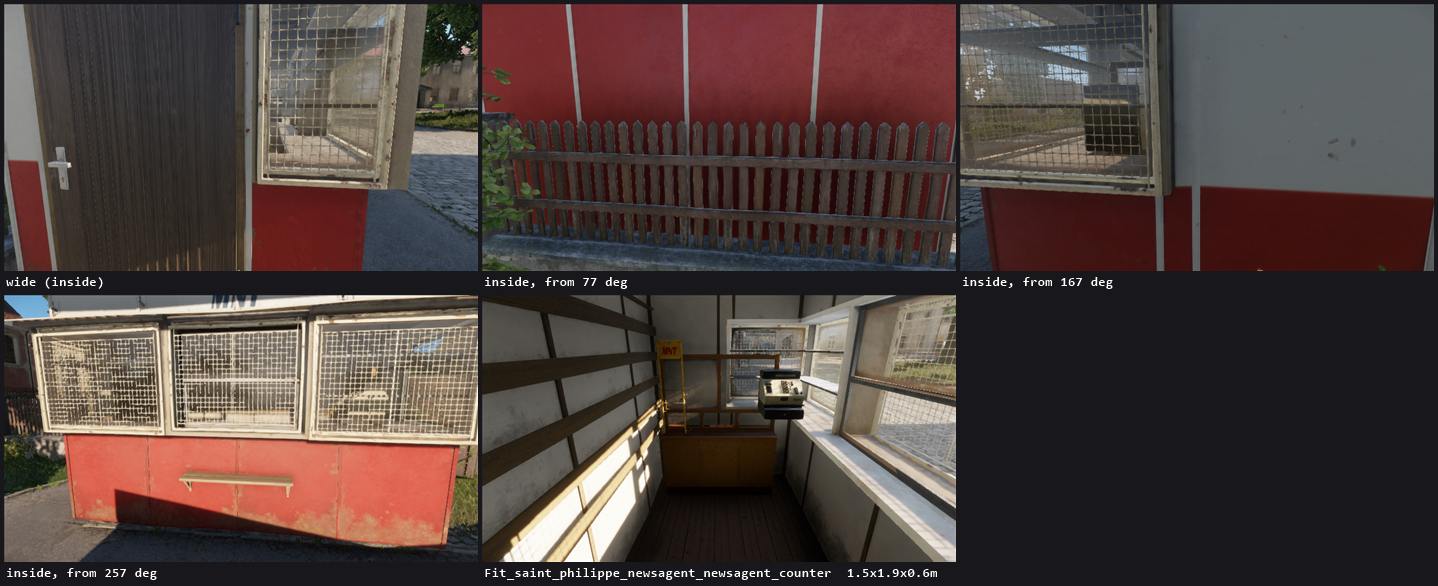 wide (inside)
inside, from 77 deg
inside, from 167 deg
MNT
inside, from 257 deg
MNT
Fit_saint_philippe_newsagent_newsagent_counter 1.5x1.9x0.6m